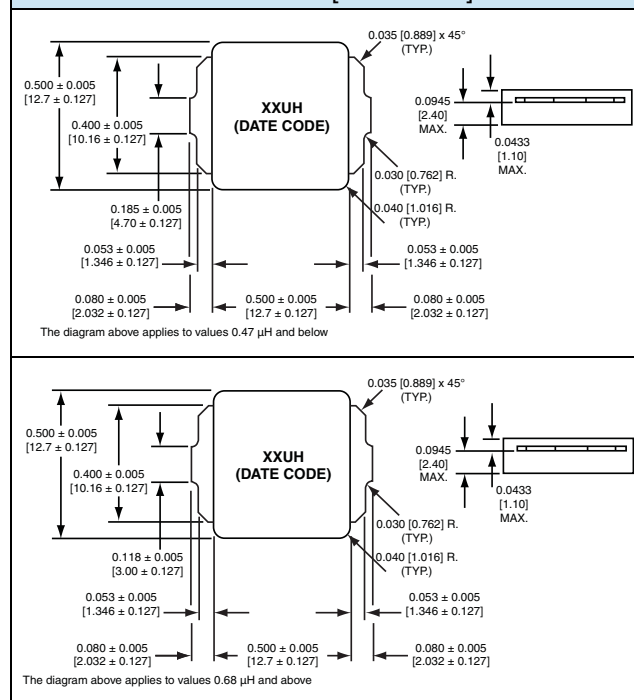 0.035 [0.889] x 45°
(TYP.)
0.500 ± 0.005
[12.7 ± 0.127]
0.400 ± 0.005
[10.16 ± 0.127]
XXUH
(DATE CODE)
0.0945
[2.40]
MAX.
0.0433
[1.10]
MAX.
0.030 [0.762] R.
(TYP.)
0.185 ± 0.005
[4.70 ± 0.127]
0.040 [1.016] R.
(TYP.)
0.053 ± 0.005
[1.346 ± 0.127]
0.053 ± 0.005
[1.346 ± 0.127]
0.080 ± 0.005
[2.032 ± 0.127]
0.500 ± 0.005
[12.7 ± 0.127]
0.080 ± 0.005
[2.032 ± 0.127]
The diagram above applies to values 0.47 µH and below
0.035 [0.889] x 45°
(TYP.)
0.500 ± 0.005
[12.7 ± 0.127]
0.400 ± 0.005
[10.16 ± 0.127]
XXUH
(DATE CODE)
0.0945
[2.40]
MAX.
0.0433
[1.10]
MAX.
0.030 [0.762] R.
(TYP.)
0.118 ± 0.005
[3.00 ± 0.127]
0.040 [1.016] R.
(TYP.)
0.053 ± 0.005
[1.346 ± 0.127]
0.053 ± 0.005
[1.346 ± 0.127]
0.080 ± 0.005
[2.032 ± 0.127]
0.500 ± 0.005
[12.7 ± 0.127]
0.080 ± 0.005
[2.032 ± 0.127]
The diagram above applies to values 0.68 µH and above